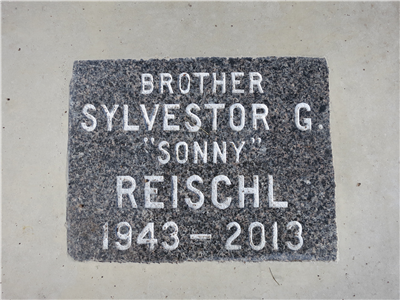 BROTHER
SYLVESTOR G.
"SONNY"
REISCHL
1943 – 2013